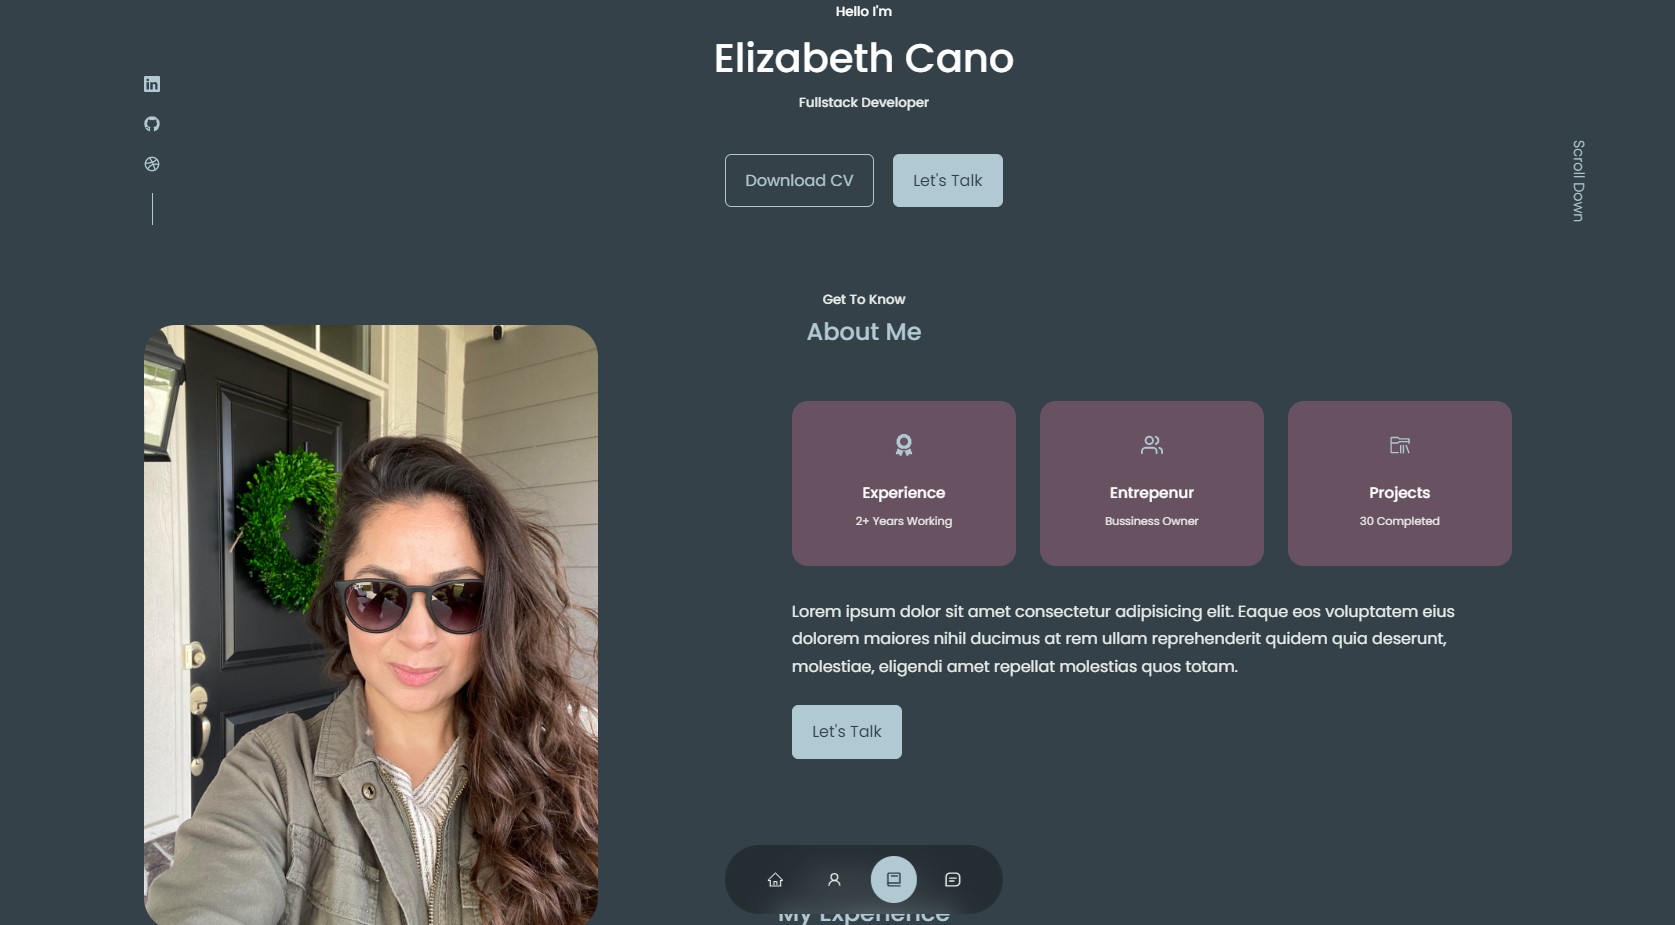 Hello I'm
Elizabeth Cano
Fullstack Developer
Download CV
Let's Talk
Scroll Down
Get To Know
About Me
Experience
2+ Years Working
Entrepenur
Bussiness Owner
Projects
30 Completed
Lorem ipsum dolor sit amet consectetur adipisicing elit. Eaque eos voluptatem eius
dolorem maiores nihil ducimus at rem ullam reprehenderit quidem quia deserunt,
molestiae, eligendi amet repellat molestias quos totam.
Let's Talk
My Experience